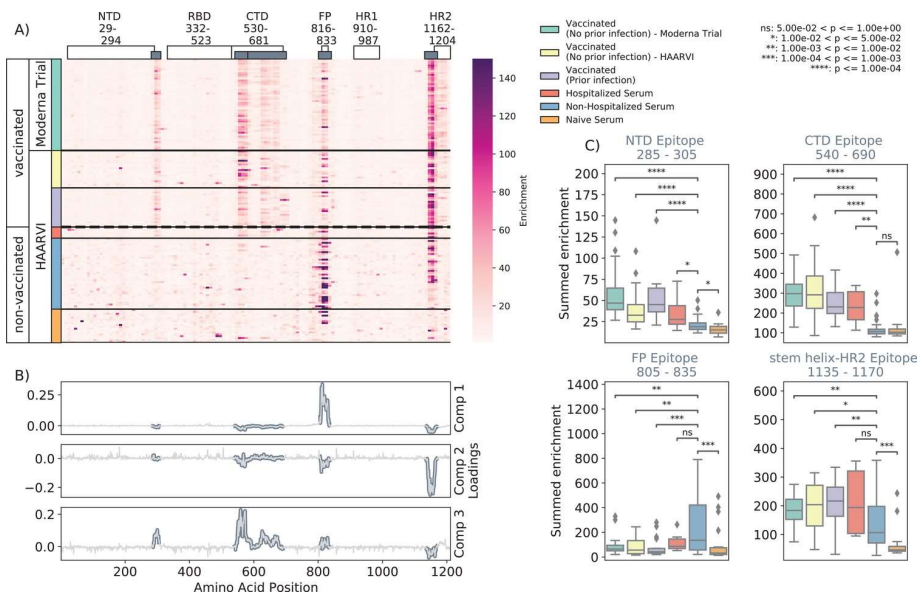 A)
NTD
29-
294
RBD
332-
523
CTD
530-
681
FP
816-
833
HR1
910-
987
HR2
1162-
1204
vaccinated
Moderna Trial
non-vaccinated
HAARVI
140
120
100
80
60
40
20
Enrichment
Vaccinated
(No prior infection) - Moderna Trial
Vaccinated
(No prior infection) - HAARVI
Vaccinated
(Prior infection)
Hospitalized Serum
Non-Hospitalized Serum
Naive Serum
ns: 5.00e-02 < p <= 1.00e+00
*: 1.00e-02 < p <= 5.00e-02
**: 1.00e-03 < p <= 1.00e-02
***: 1.00e-04 < p <= 1.00e-03
****: p <= 1.00e-04
B)
0.25
0.00
Comp 1
0.0
−0.2
Comp 2
Loadings
0.2
0.0
Comp 3
200 400 600 800 1000 1200
Amino Acid Position
C)
NTD Epitope
285 - 305
Summed enrichment
200
175
150
125
100
75
50
25
****
****
****
*
*
CTD Epitope
540 - 690
900
800
700
600
500
400
300
200
100
****
****
****
**
ns
FP Epitope
805 - 835
Summed enrichment
1400
1200
1000
800
600
400
200
0
**
**
***
ns
***
stem helix-HR2 Epitope
1135 - 1170
600
500
400
300
200
100
**
*
**
ns
***